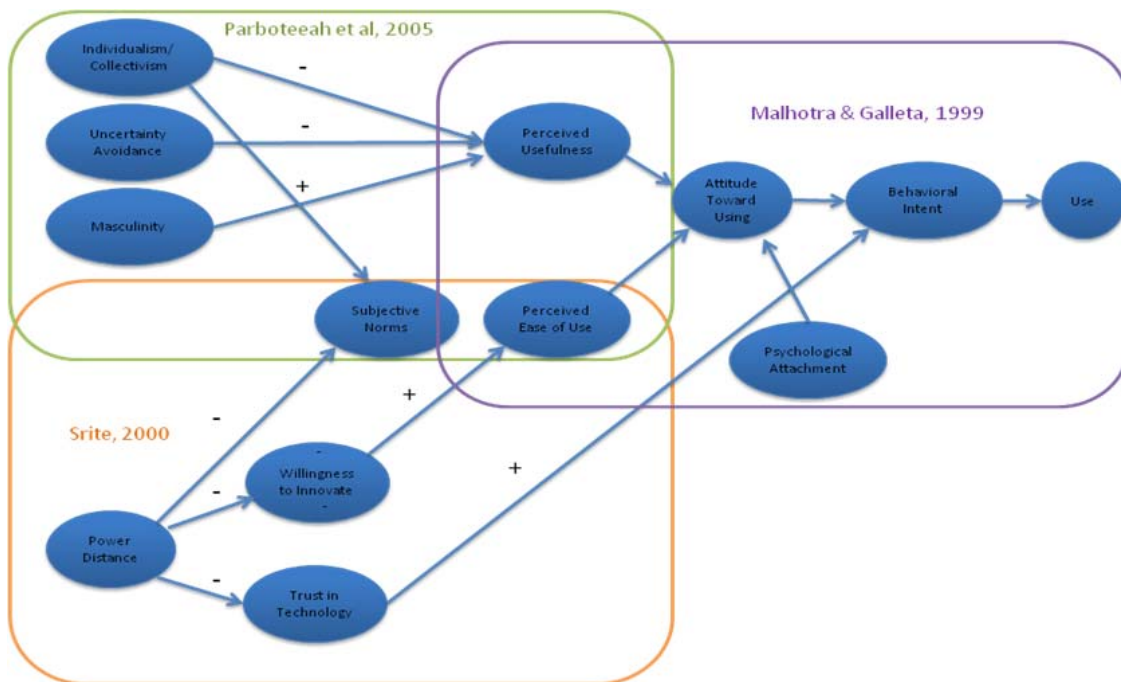 Parboteeah et al, 2005
Individualism/
Collectivism
-
Uncertainty
Avoidance
-
Masculinity
+
Perceived
Usefulness
Malhotra & Galleta, 1999
Attitude
Toward
Using
Behavioral
Intent
Use
Subjective
Norms
Perceived
Ease of Use
Psychological
Attachment
Srite, 2000
-
+
-
Willingness
to Innovate
-
-
+
Power
Distance
-
Trust in
Technology